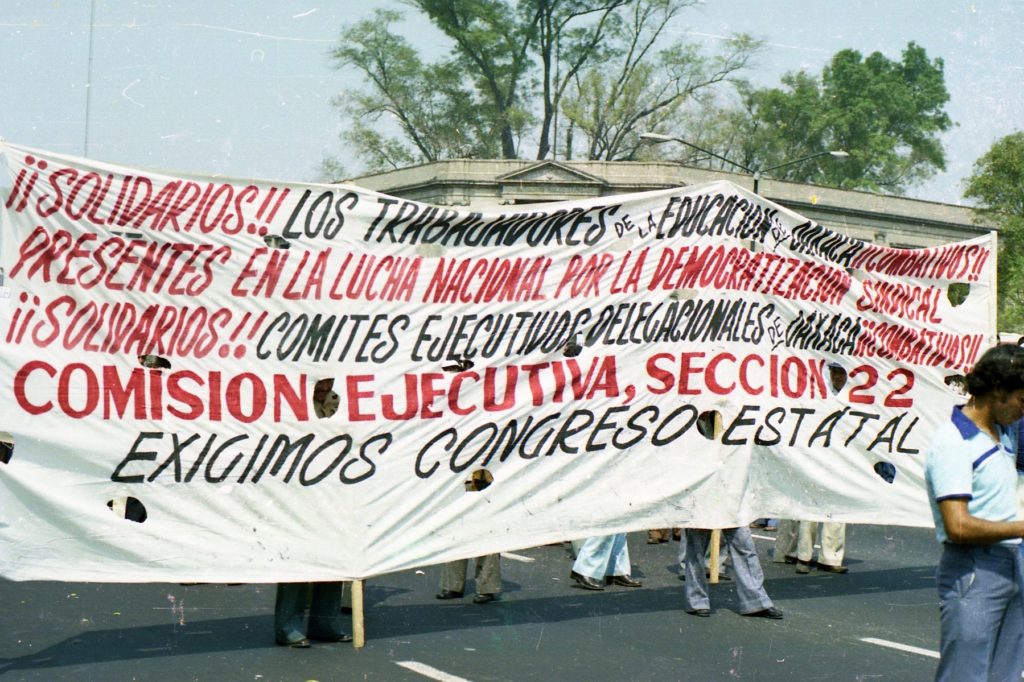 ¡¡SOLIDARIOS!! LOS TRABAJADORES DE LA EDUCACION DE OAXACA ¡¡COMBATIVOS!!
PRESENTES EN LA LUCHA NACIONAL POR LA DEMOCRATIZACION SINDICAL
¡¡SOLIDARIOS!! COMITES EJECUTIVOS DELEGACIONALES DE OAXACA ¡¡COMBATIVOS!!
COMISION EJECUTIVA, SECCION 22
EXIGIMOS CONGRESO ESTATAL